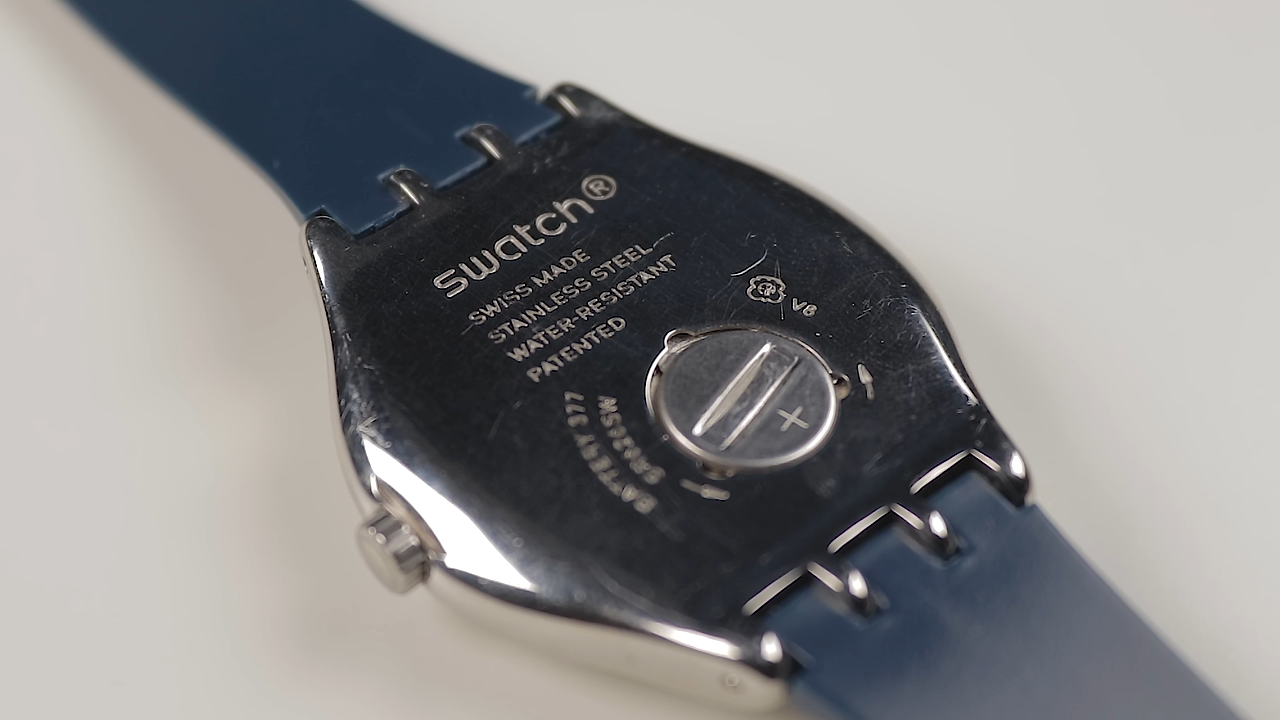 swatch®
SWISS MADE
STAINLESS STEEL
WATER-RESISTANT
PATENTED
BATTERY 377
SR626SW
V8
+